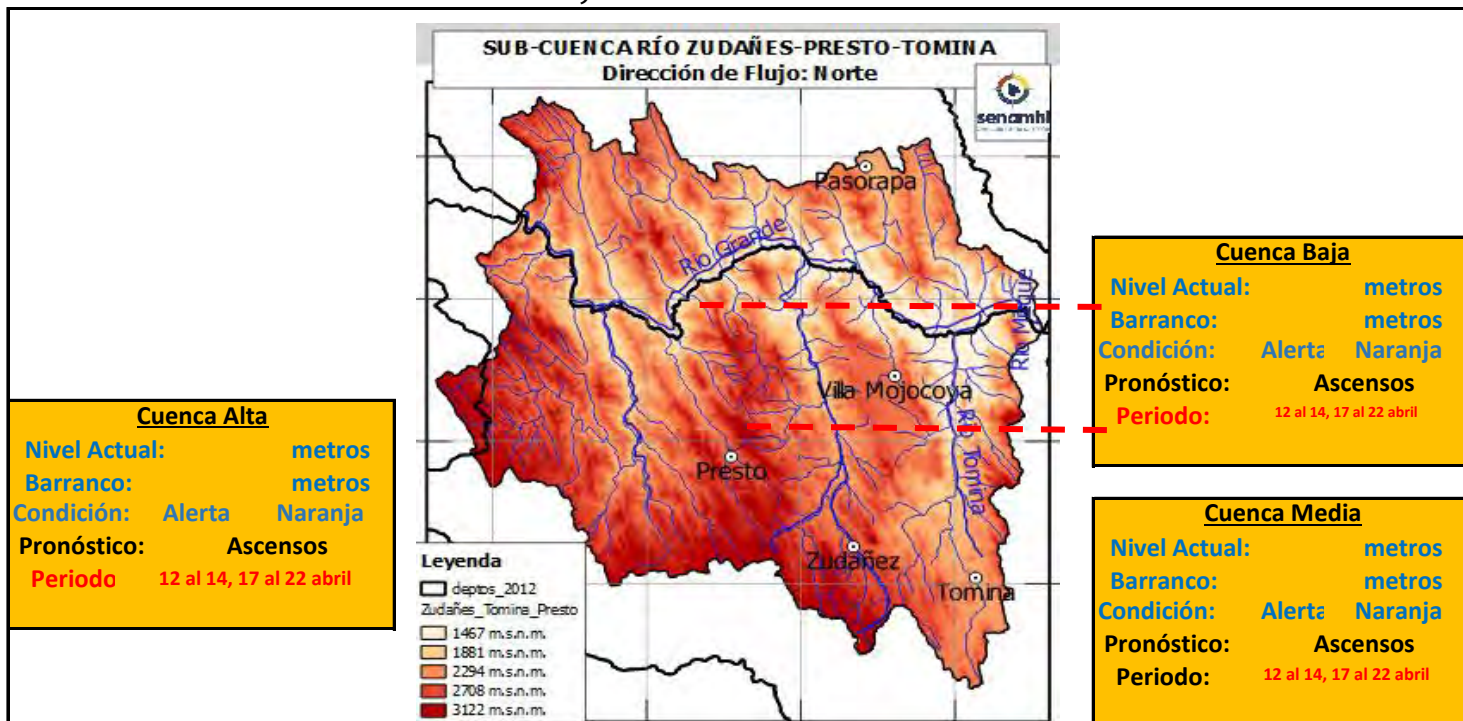 SUB-CUENCA RÍO ZUDAÑES-PRESTO-TOMINA
Dirección de Flujo: Norte
senamhi
Pasorapa
Río Grande
Río Mizque
Villa Mojocoya
Río Tomina
Presto
Zudañez
Tomina
Leyenda
deptos_2012
Zudañes_Tomina_Presto
1467 m.s.n.m.
1881 m.s.n.m.
2294 m.s.n.m.
2708 m.s.n.m.
3122 m.s.n.m.
Cuenca Alta
Nivel Actual: metros
Barranco: metros
Condición: Alerta Naranja
Pronóstico: Ascensos
Periodo 12 al 14, 17 al 22 abril
Cuenca Baja
Nivel Actual: metros
Barranco: metros
Condición: Alerta Naranja
Pronóstico: Ascensos
Periodo: 12 al 14, 17 al 22 abril
Cuenca Media
Nivel Actual: metros
Barranco: metros
Condición: Alerta Naranja
Pronóstico: Ascensos
Periodo: 12 al 14, 17 al 22 abril